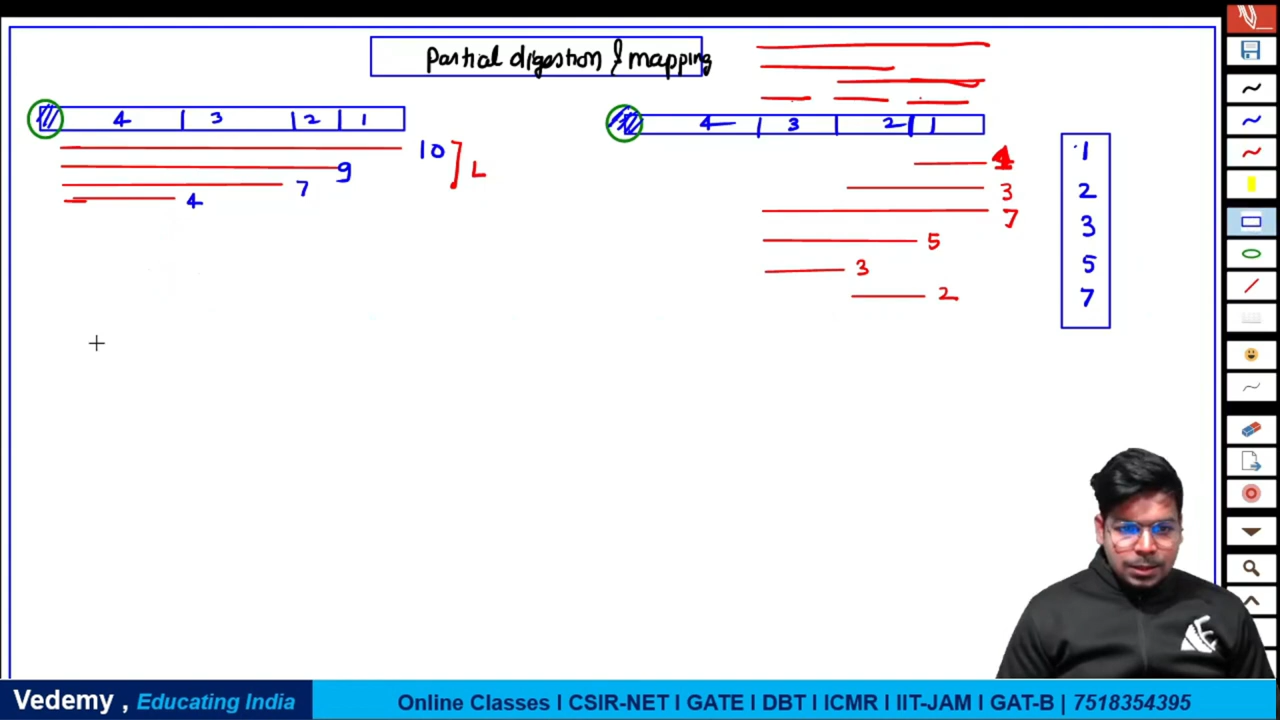 Partial digestion & mapping
4 3 2 1
10
9
7
4
L
4 3 2 1
1
3
7
5
3
2
1
2
3
5
7
Vedemy , Educating India
Online Classes I CSIR-NET I GATE I DBT I ICMR I IIT-JAM I GAT-B | 7518354395